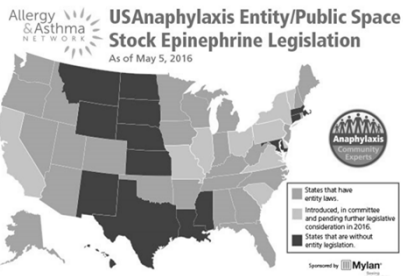 Allergy
& Asthma
NETWORK
USAnaphylaxis Entity/Public Space
Stock Epinephrine Legislation
As of May 5, 2016
Anaphylaxis
Community
Experts
States that have
entity laws.
Introduced, in committee
and pending further legislative
consideration in 2016.
States that are without
entity legislation.
Sponsored by Mylan